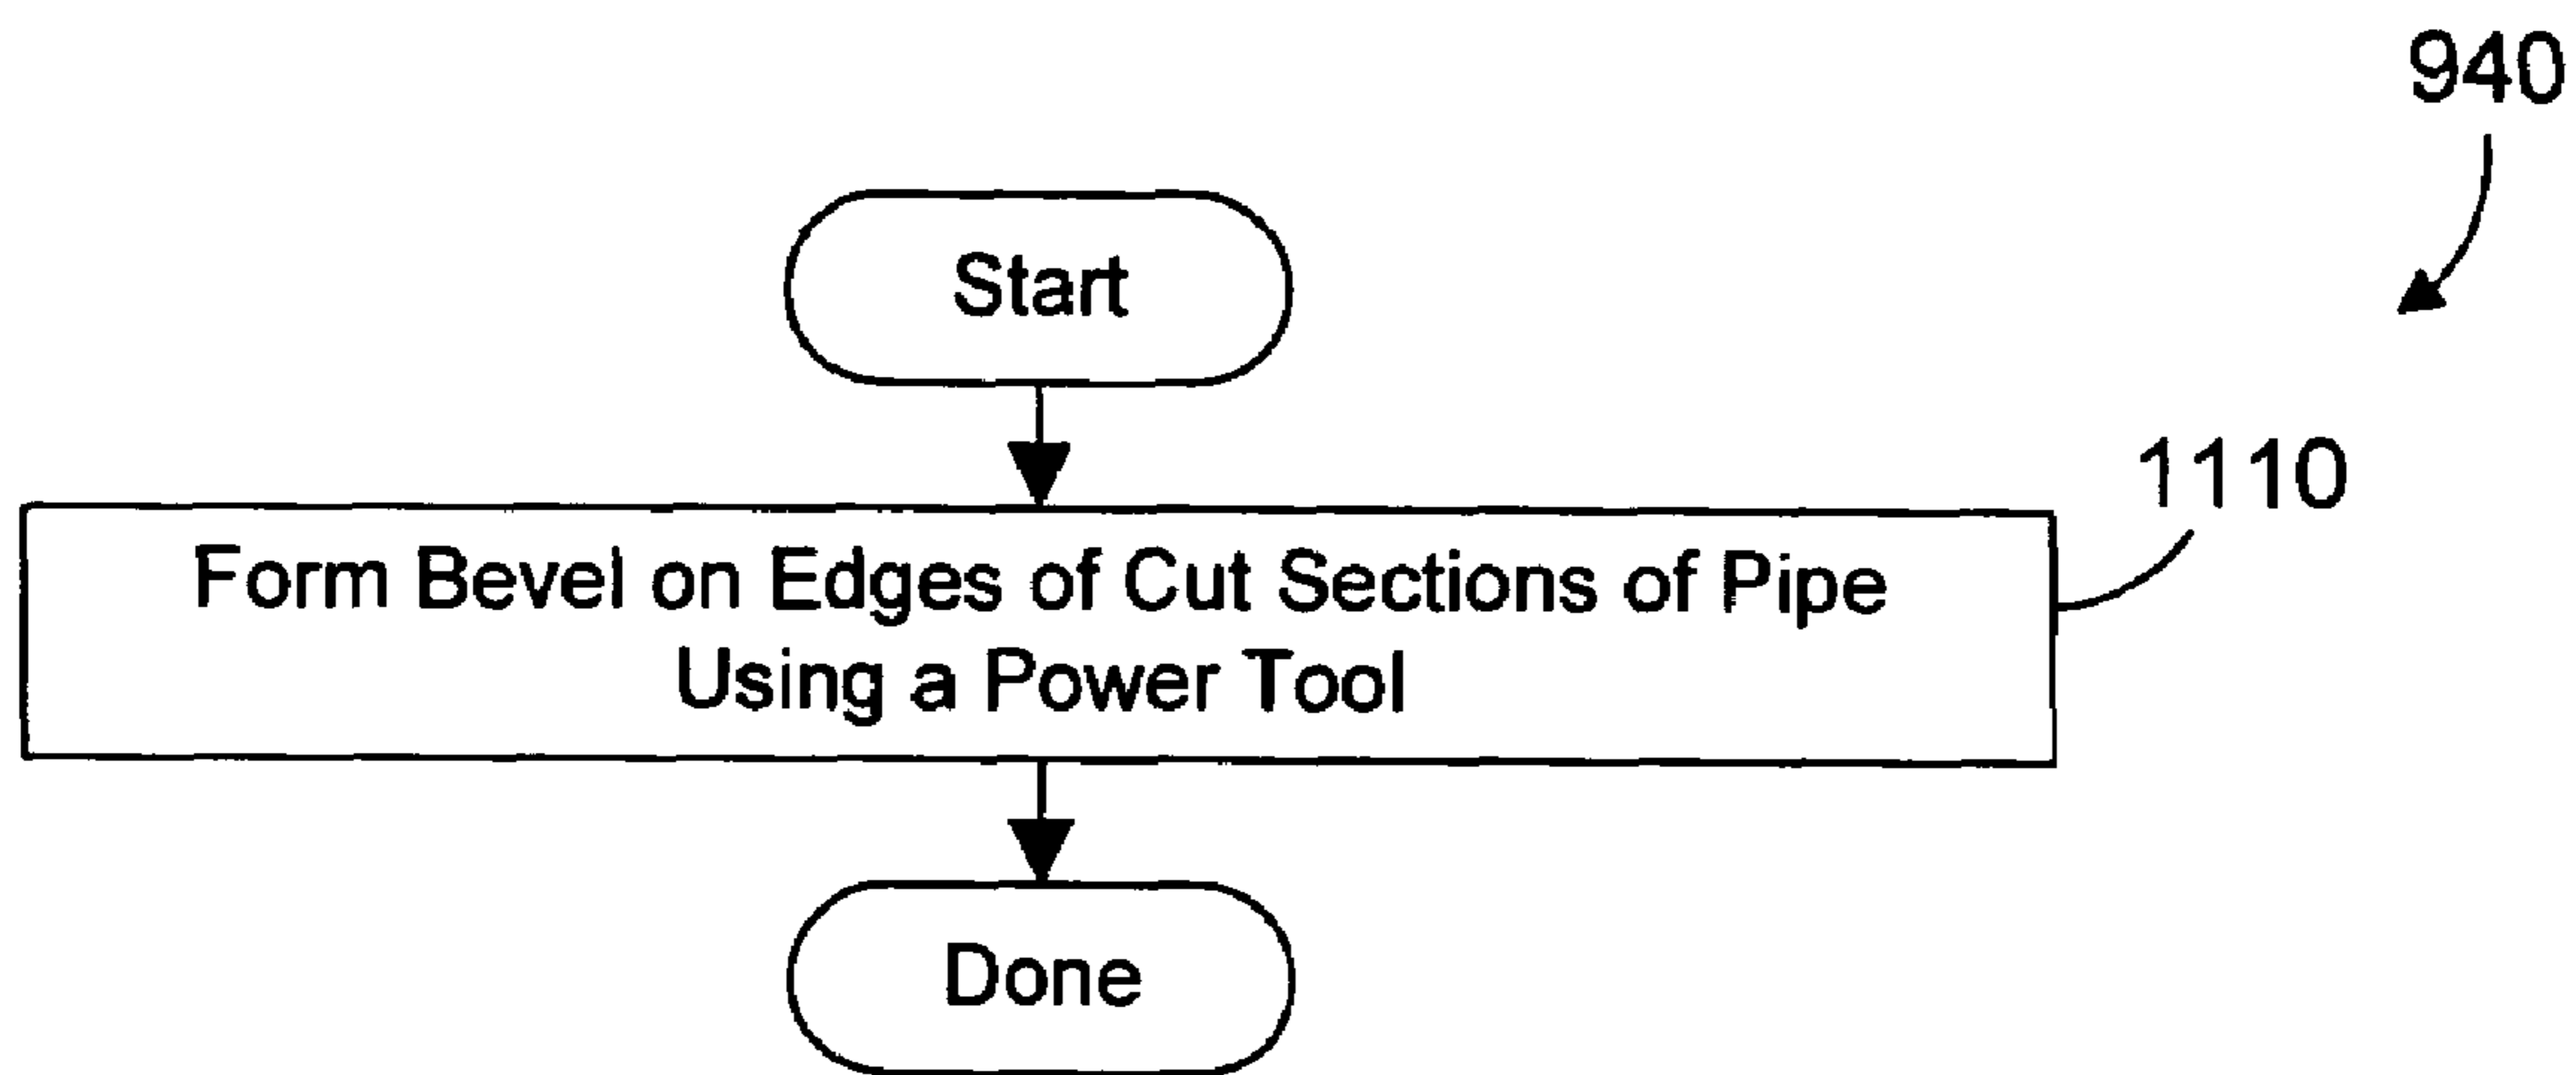 940
Start
1110
Form Bevel on Edges of Cut Sections of Pipe
Using a Power Tool
Done